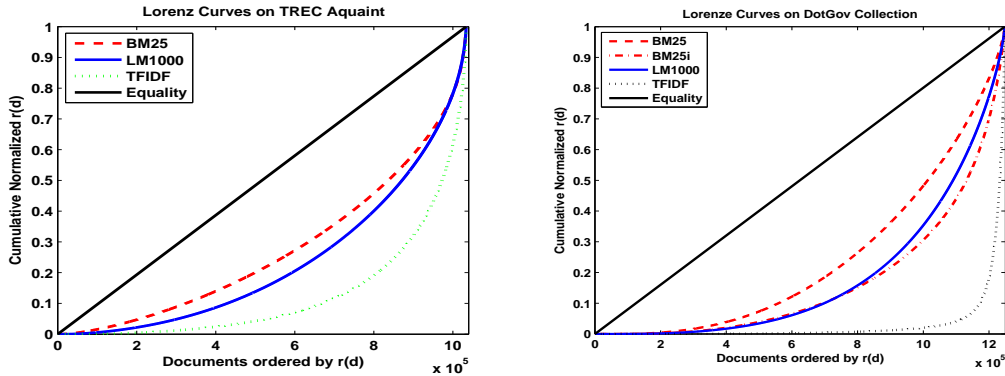 Lorenz Curves on TREC Aquaint
1
0.9
0.8
0.7
0.6
0.5
0.4
0.3
0.2
0.1
0
Cumulative Normalized r(d)
BM25
LM1000
TFIDF
Equality
0 2 4 6 8 10
Documents ordered by r(d)
x 10^5
Lorenze Curves on DotGov Collection
1
0.9
0.8
0.7
0.6
0.5
0.4
0.3
0.2
0.1
0
Cumulative Normalized r(d)
BM25
BM25i
LM1000
TFIDF
Equality
0 2 4 6 8 10 12
Documents ordered by r(d)
x 10^5